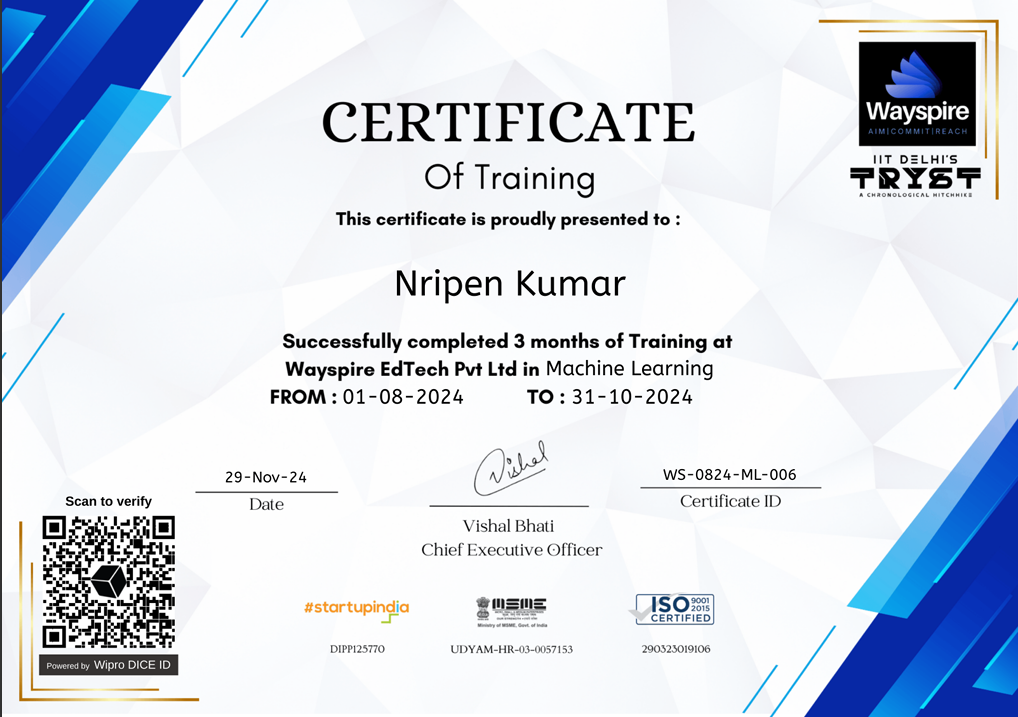 Wayspire
AIM|COMMIT|REACH
IIT DELHI'S
TRYST
A CHRONOLOGICAL HITCHHIKE
CERTIFICATE
Of Training
This certificate is proudly presented to :
Nripen Kumar
Successfully completed 3 months of Training at
Wayspire EdTech Pvt Ltd in Machine Learning
FROM : 01-08-2024 TO : 31-10-2024
29-Nov-24
Date
Vishal
Vishal Bhati
Chief Executive Officer
WS-0824-ML-006
Certificate ID
Scan to verify
Powered by Wipro DICE ID
#startupindia
DIPP125770
MSME
Ministry of MSME, Govt. of India
UDYAM-HR-03-0057153
ISO 9001
2015
CERTIFIED
290323019106